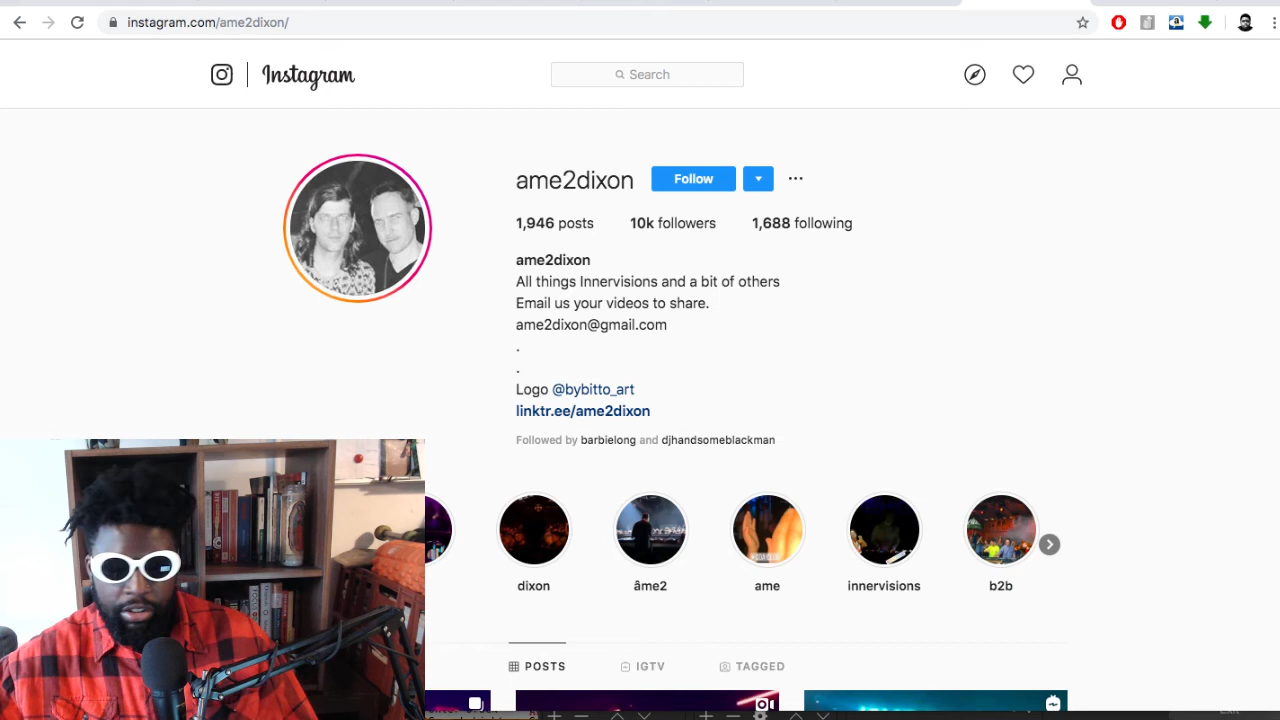 instagram.com/ame2dixon/
Instagram
Search
ame2dixon
Follow
1,946 posts 10k followers 1,688 following
ame2dixon
All things Innervisions and a bit of others
Email us your videos to share.
ame2dixon@gmail.com
.
.
Logo @bybitto_art
linktr.ee/ame2dixon
Followed by barbielong and djhandsomeblackman
dixon âme2 ame innervisions b2b
POSTS IGTV TAGGED